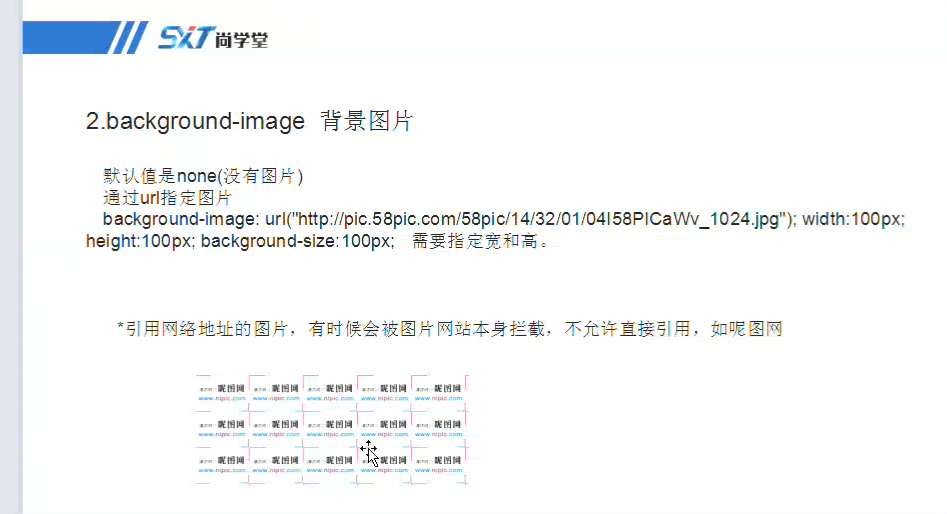 SXT尚学堂
2.background-image 背景图片
默认值是none(没有图片)
通过url指定图片
background-image: url("http://pic.58pic.com/58pic/14/32/01/04I58PICaWv_1024.jpg"); width:100px;
height:100px; background-size:100px; 需要指定宽和高。
*引用网络地址的图片，有时候会被图片网站本身拦截，不允许直接引用，如呢图网
昵图网 昵图网 昵图网 昵图网 昵图网
www.nipic.com www.nipic.com www.nipic.com www.nipic.com www.nipic.com
昵图网 昵图网 昵图网 昵图网 昵图网
www.nipic.com www.nipic.com www.nipic.com www.nipic.com www.nipic.com
昵图网 昵图网 昵图网 昵图网 昵图网
www.nipic.com www.nipic.com www.nipic.com www.nipic.com www.nipic.com